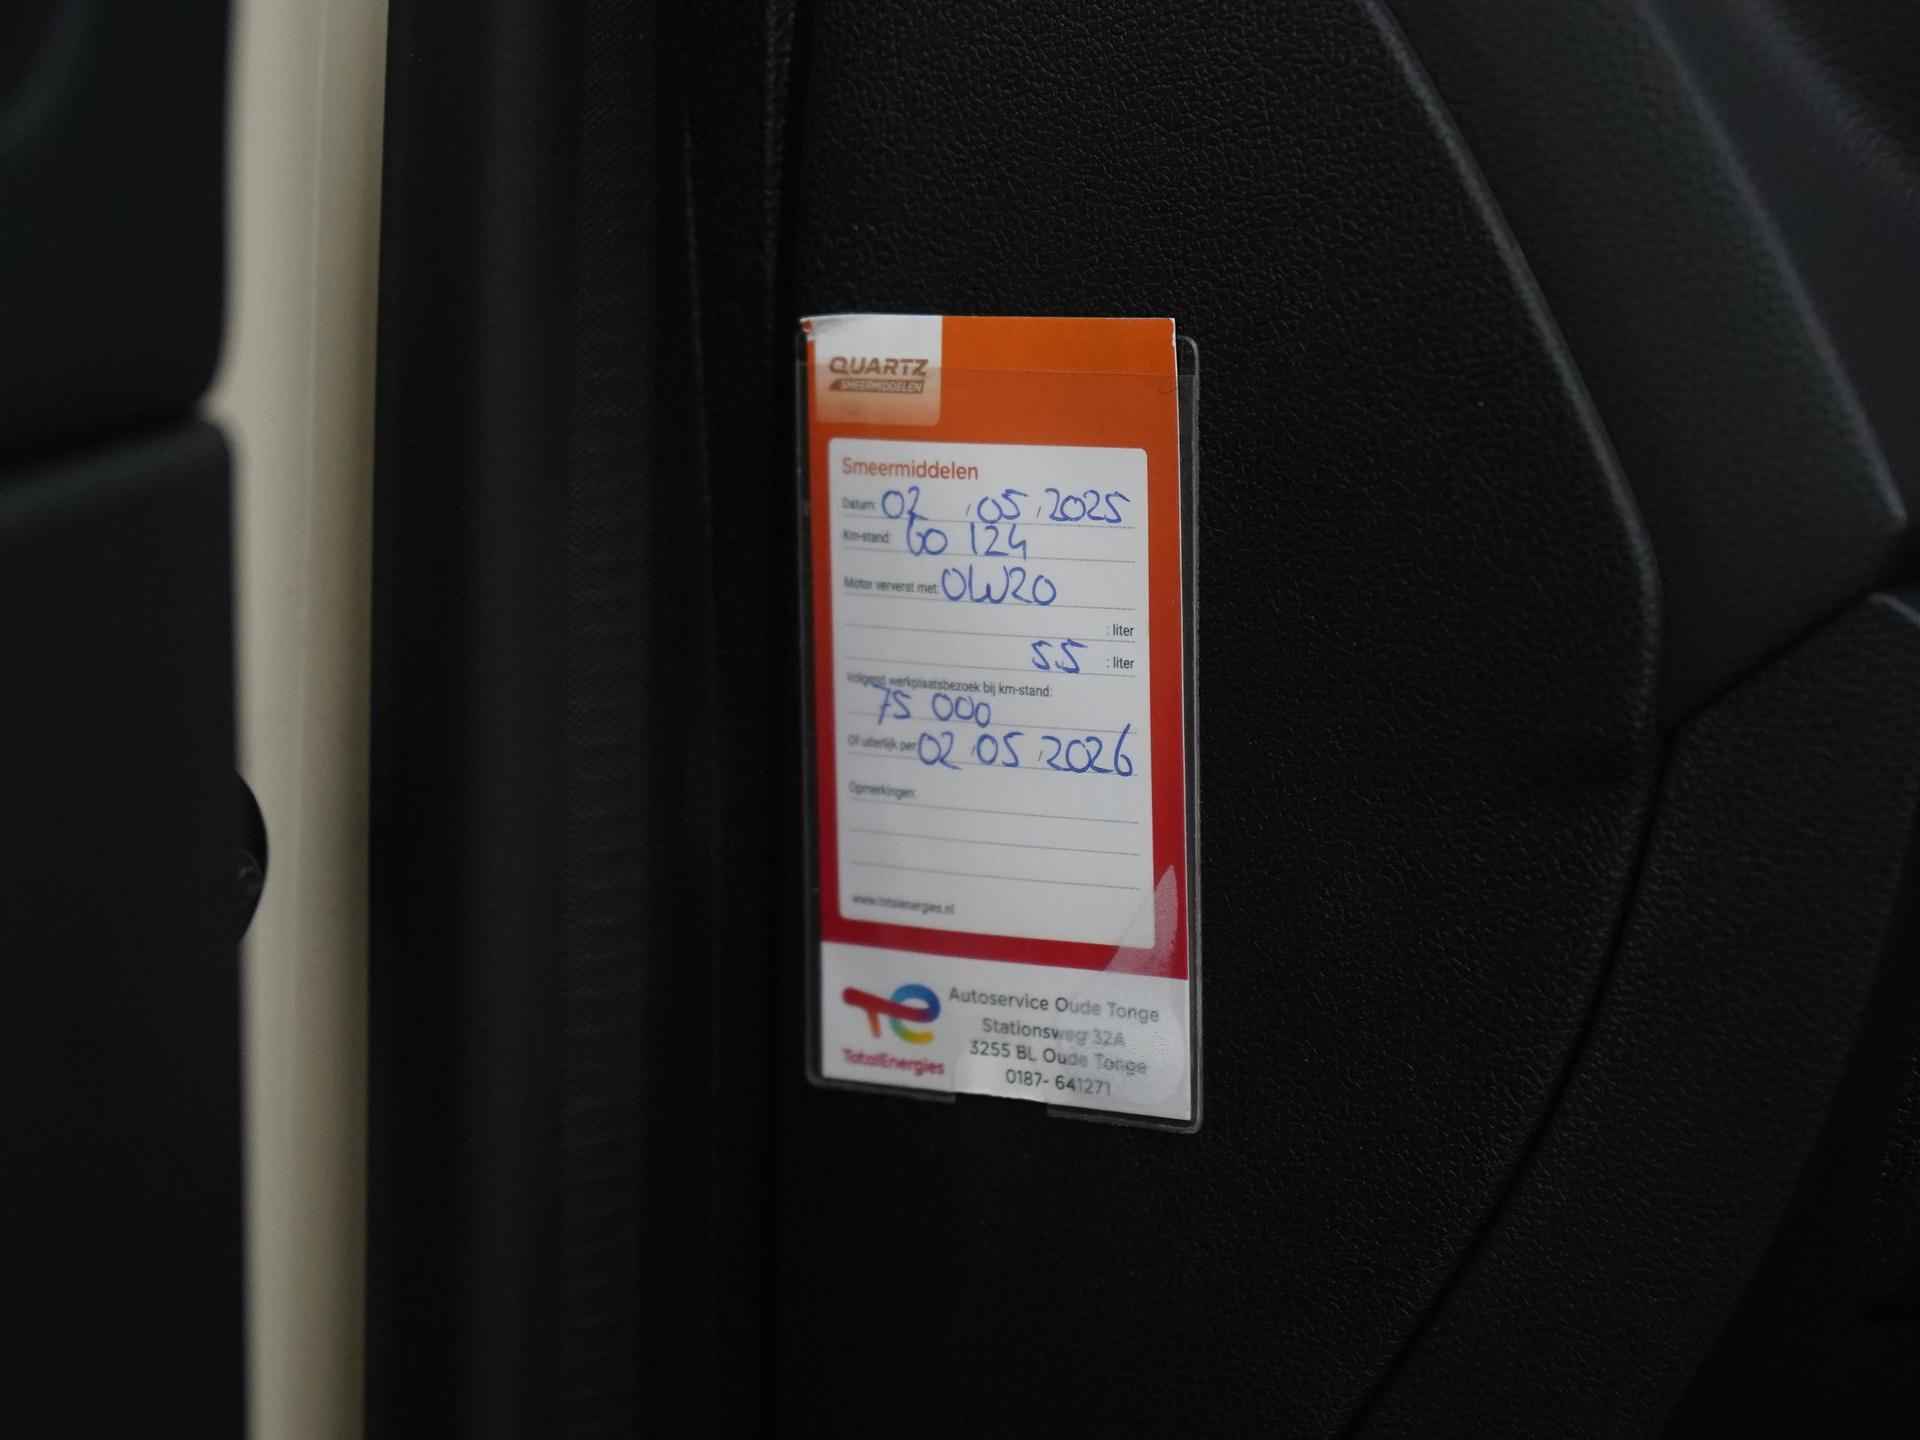 QUARTZ
SMEERMIDDELEN
Smeermiddelen
Datum: 02 .05 .2025
Km-stand: 60 124
Motor ververst met: 0W20
: liter
5.5 : liter
Volgend werkplaatsbezoek bij km-stand:
75 000
Of uiterlijk per: 02 .05 .2026
Opmerkingen:
www.totalenergies.nl
TotalEnergies
Autoservice Oude Tonge
Stationsweg 32A
3255 BL Oude Tonge
0187- 641271